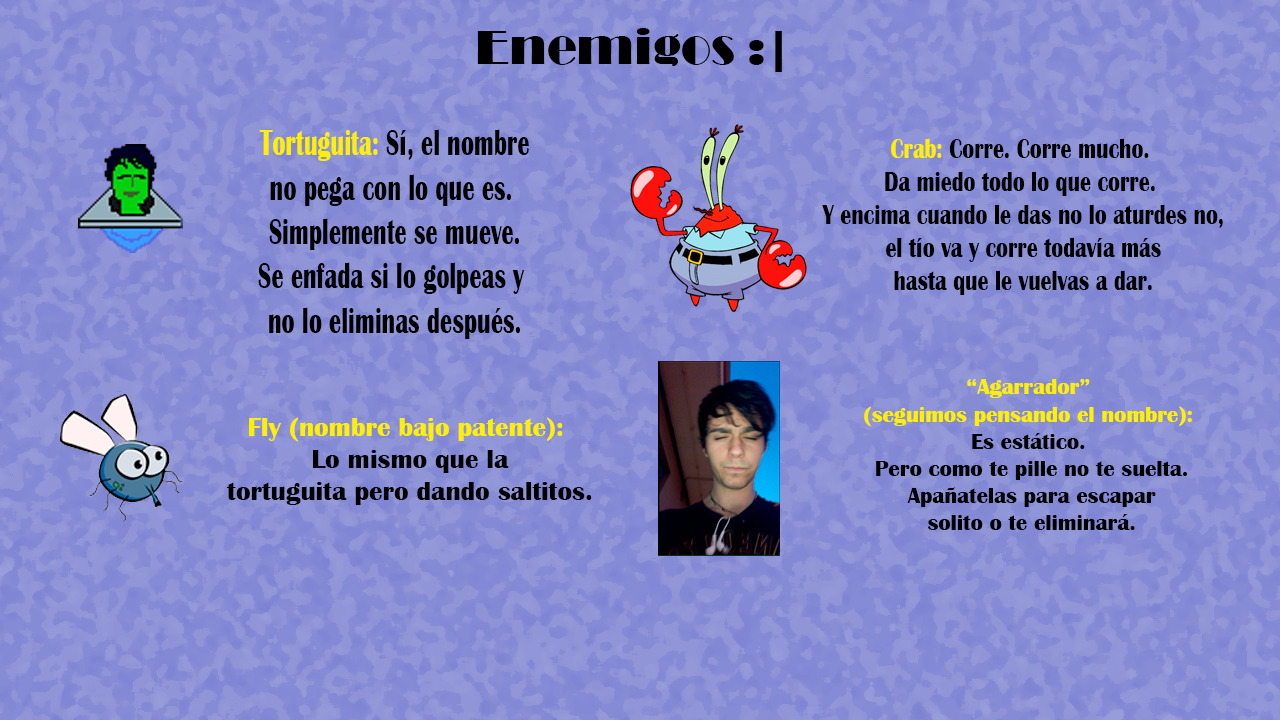 Enemigos :|
Tortuguita: Sí, el nombre
no pega con lo que es.
Simplemente se mueve.
Se enfada si lo golpeas y
no lo eliminas después.
Crab: Corre. Corre mucho.
Da miedo todo lo que corre.
Y encima cuando le das no lo aturdes no,
el tío va y corre todavía más
hasta que le vuelvas a dar.
Fly (nombre bajo patente):
Lo mismo que la
tortuguita pero dando saltitos.
“Agarrador”
(seguimos pensando el nombre):
Es estático.
Pero como te pille no te suelta.
Apañatelas para escapar
solito o te eliminará.